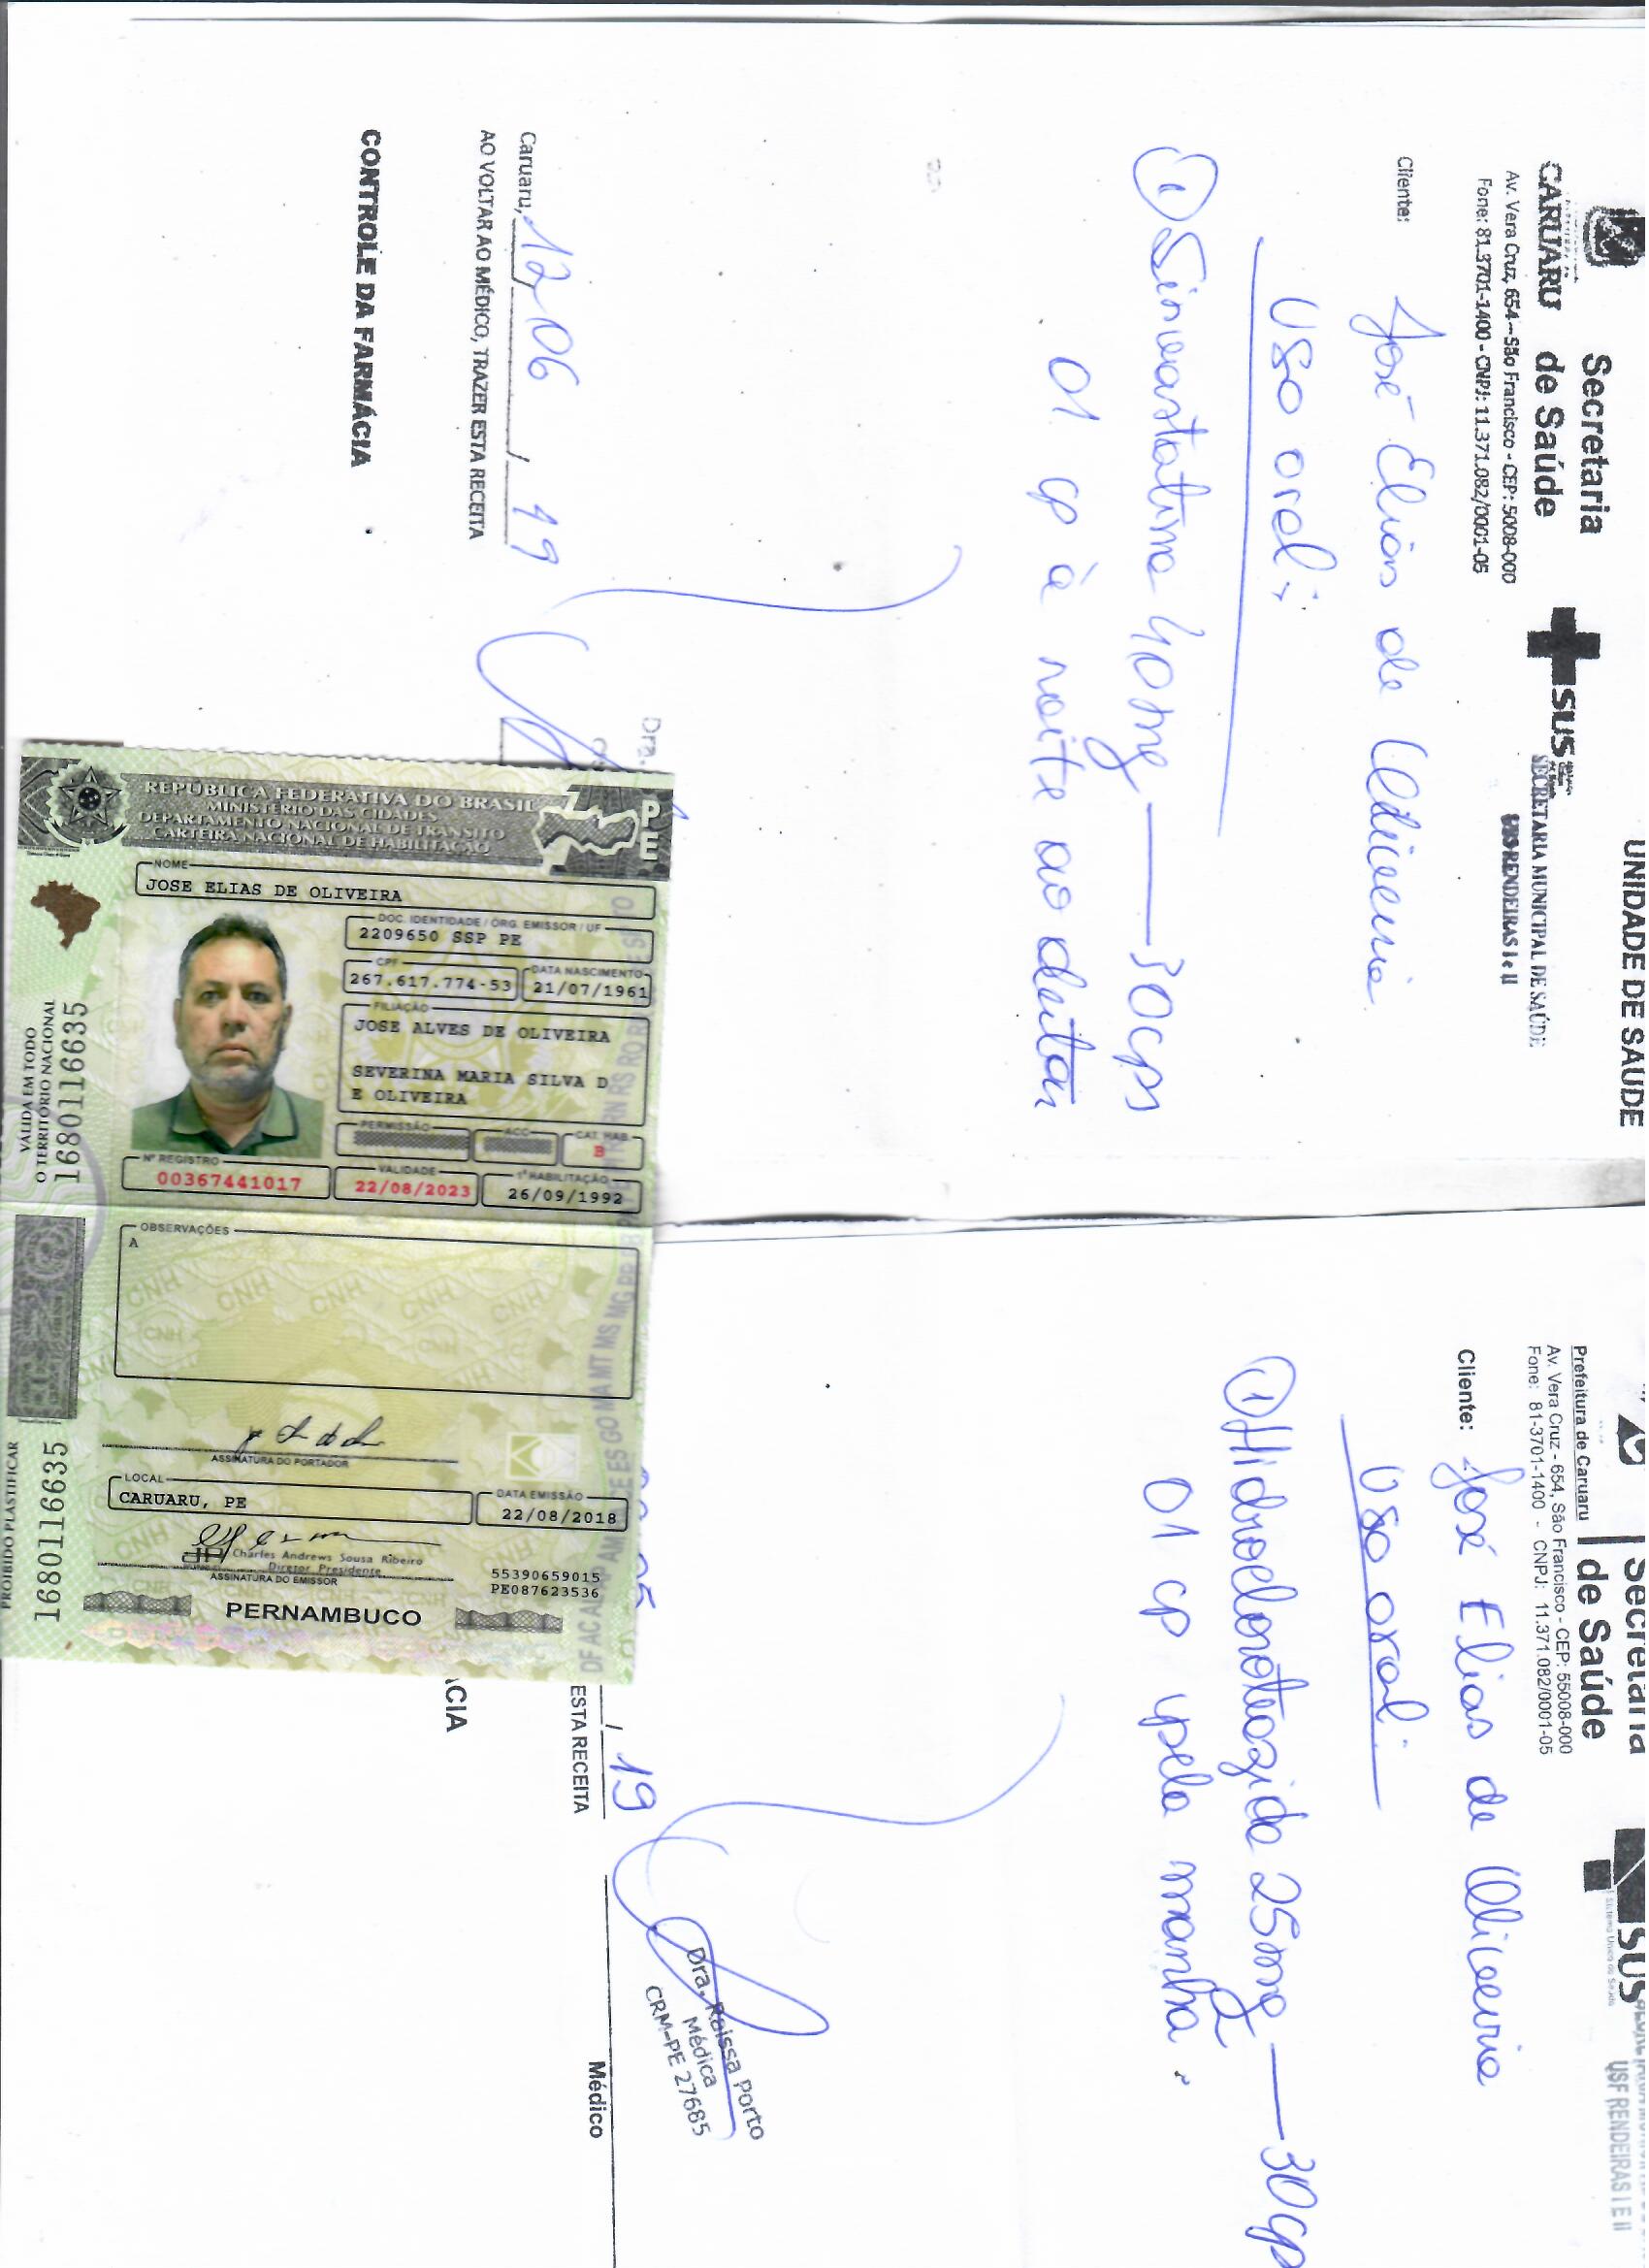 UNIDADE DE SAUDE
CARUARU
Secretaria
de Saúde
SUS
SECRETARIA MUNICIPAL DE SAÚDE
USF RENDEIRAS I e II
Av. Vera Cruz, 654 - São Francisco - CEP: 5008-000
Fone: 81.3701-1400 - CNPJ: 11.371.082/0001-05
Cliente: José Elias de Oliveira
Uso oral:
① Sinvastatina 40mg — 30cps
01 cp à noite ao deitar
Caruaru, 12 / 06 / 19
AO VOLTAR AO MÉDICO, TRAZER ESTA RECEITA
CONTROLE DA FARMÁCIA
Dra.
REPÚBLICA FEDERATIVA DO BRASIL
MINISTÉRIO DAS CIDADES
DEPARTAMENTO NACIONAL DE TRÂNSITO
CARTEIRA NACIONAL DE HABILITAÇÃO
PE
NOME
JOSE ELIAS DE OLIVEIRA
DOC. IDENTIDADE / ÓRG. EMISSOR / UF
2209650 SSP PE
CPF
267.617.774-53
DATA NASCIMENTO
21/07/1961
FILIAÇÃO
JOSE ALVES DE OLIVEIRA
SEVERINA MARIA SILVA D
E OLIVEIRA
PERMISSÃO
ACC
CAT. HAB.
B
Nº REGISTRO
00367441017
VALIDADE
22/08/2023
1ª HABILITAÇÃO
26/09/1992
OBSERVAÇÕES
A
ASSINATURA DO PORTADOR
LOCAL
CARUARU, PE
DATA EMISSÃO
22/08/2018
Charles Andrews Sousa Ribeiro
Diretor Presidente
ASSINATURA DO EMISSOR
55390659015
PE087623536
PERNAMBUCO
VALIDA EM TODO
O TERRITÓRIO NACIONAL
1680116635
PROIBIDO PLASTIFICAR
1680116635
Prefeitura de Caruaru
Secretaria
de Saúde
SUS
Sistema Único de Saúde
USF RENDEIRAS I E II
Av. Vera Cruz - 654, São Francisco - CEP: 55008-000
Fone: 81-3701-1400 - CNPJ: 11.371.082/0001-05
Cliente: José Elias de Oliveira
Uso oral:
① Hidroclorotiazida 25mg — 30cp
01 cp pela manhã.
/ 19
ESTA RECEITA
CIA
Dra. Raissa Porto
Médica
CRM-PE 27685
Médico